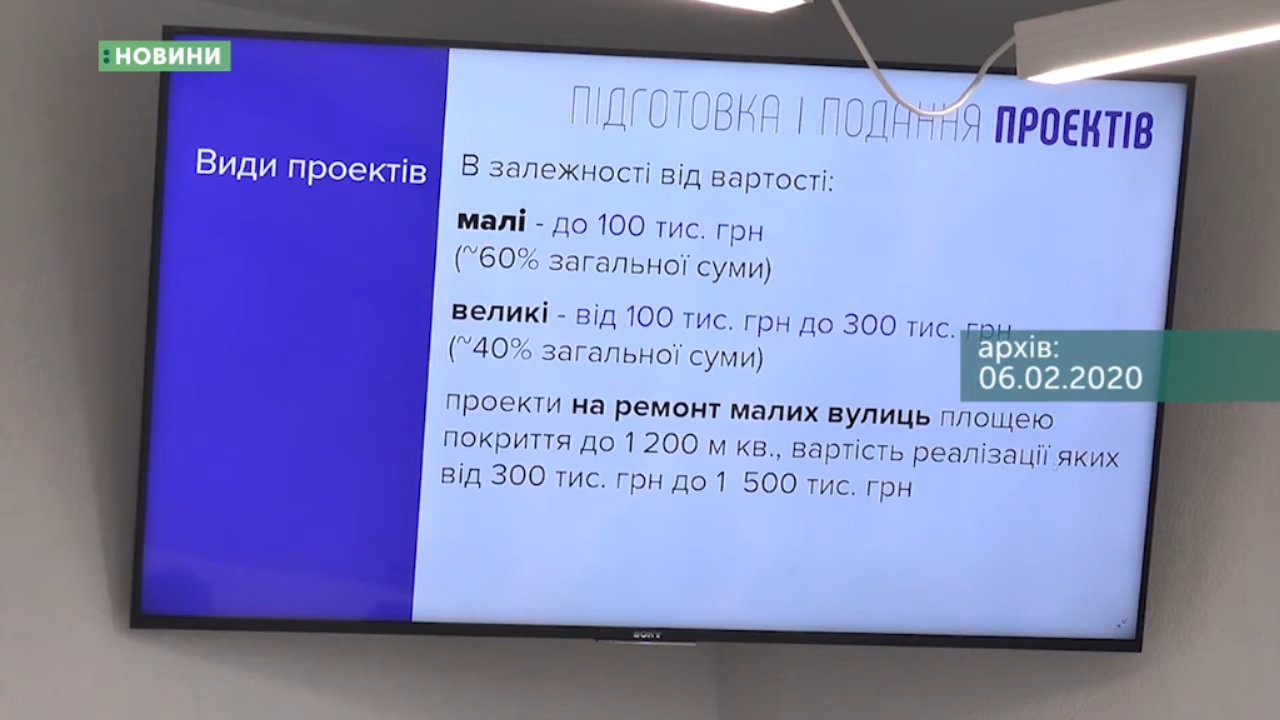 НОВИНИ
ПІДГОТОВКА І ПОДАННЯ ПРОЄКТІВ
Види проектів
В залежності від вартості:
малі - до 100 тис. грн
(~60% загальної суми)
великі - від 100 тис. грн до 300 тис. грн
(~40% загальної суми)
архів:
06.02.2020
проекти на ремонт малих вулиць площею
покриття до 1 200 м кв., вартість реалізації яких
від 300 тис. грн до 1 500 тис. грн
SONY